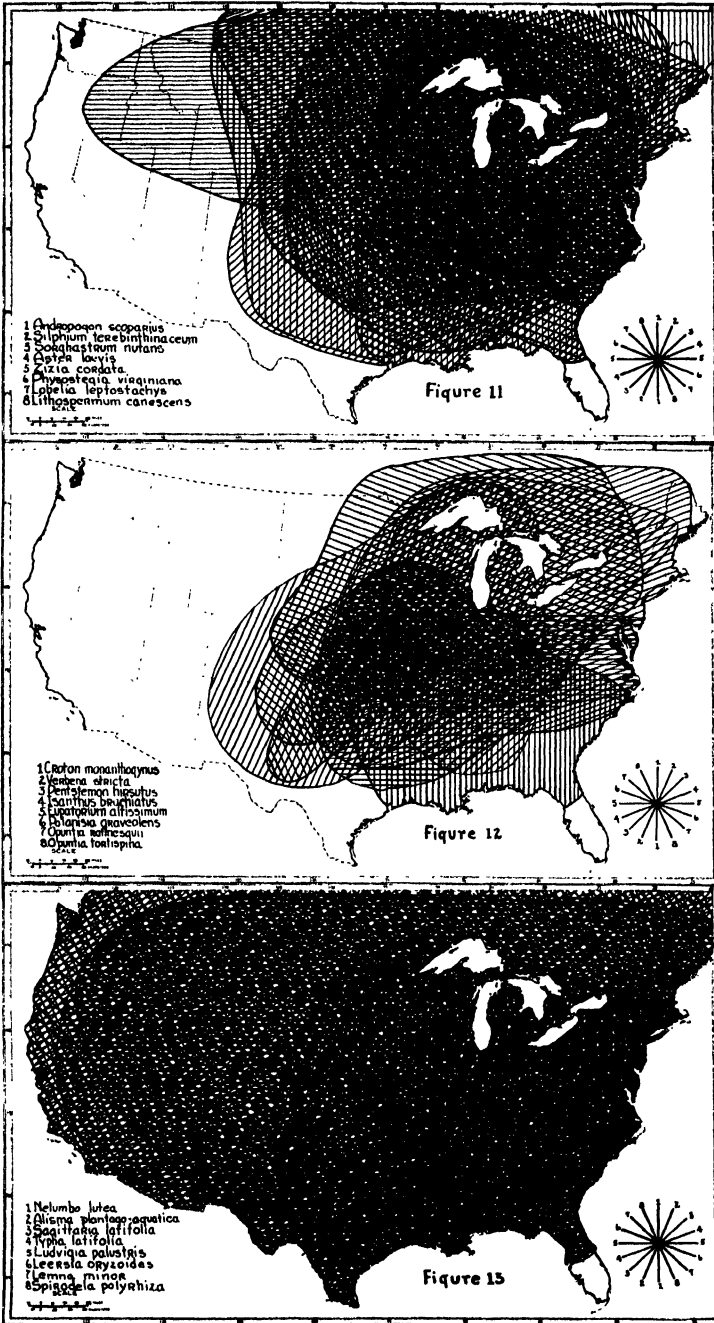 1 Andropogon scoparius
2 Silphium terebinthinaceum
3 Sorghastrum nutans
4 Aster laevis
5 Zizia cordata
6 Physostegia virginiana
7 Lobelia leptostachys
8 Lithospermum canescens
SCALE
Figure 11
1 Croton monanthogynus
2 Verbena stricta
3 Pentstemon hirsutus
4 Isanthus brachiatus
5 Eupatorium altissimum
6 Polanisia graveolens
7 Opuntia rafinesquii
8 Opuntia tortispina
SCALE
Figure 12
1 Nelumbo lutea
2 Alisma plantago-aquatica
3 Sagittaria latifolia
4 Typha latifolia
5 Ludvigia palustris
6 Leersia oryzoides
7 Lemna minor
8 Spirodela polyrhiza
SCALE
Figure 13